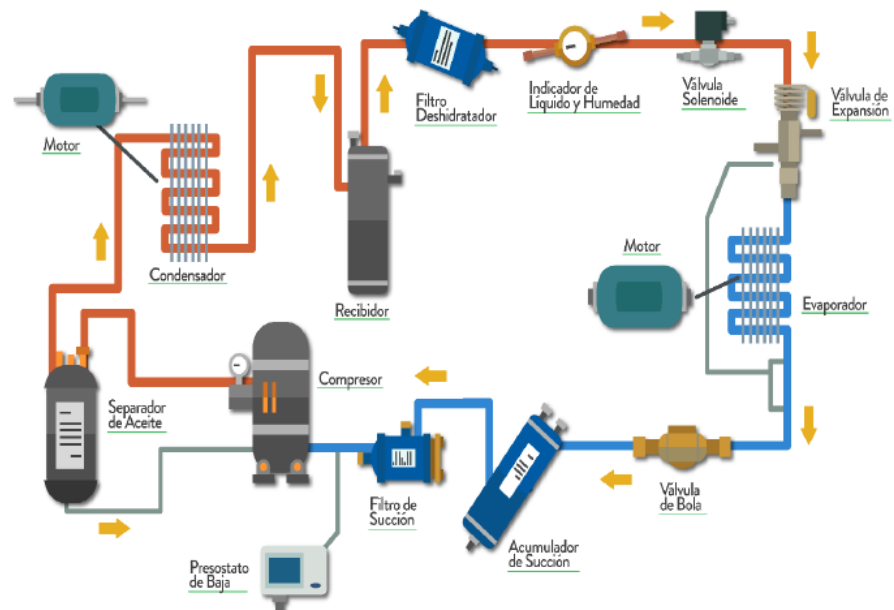 Filtro
Deshidratador
Indicador de
Líquido y Humedad
Válvula
Solenoide
Válvula de
Expansión
Motor
Condensador
Recibidor
Motor
Evaporador
Compresor
Separador
de Aceite
Filtro de
Succión
Acumulador
de Succión
Válvula
de Bola
Presostato
de Baja